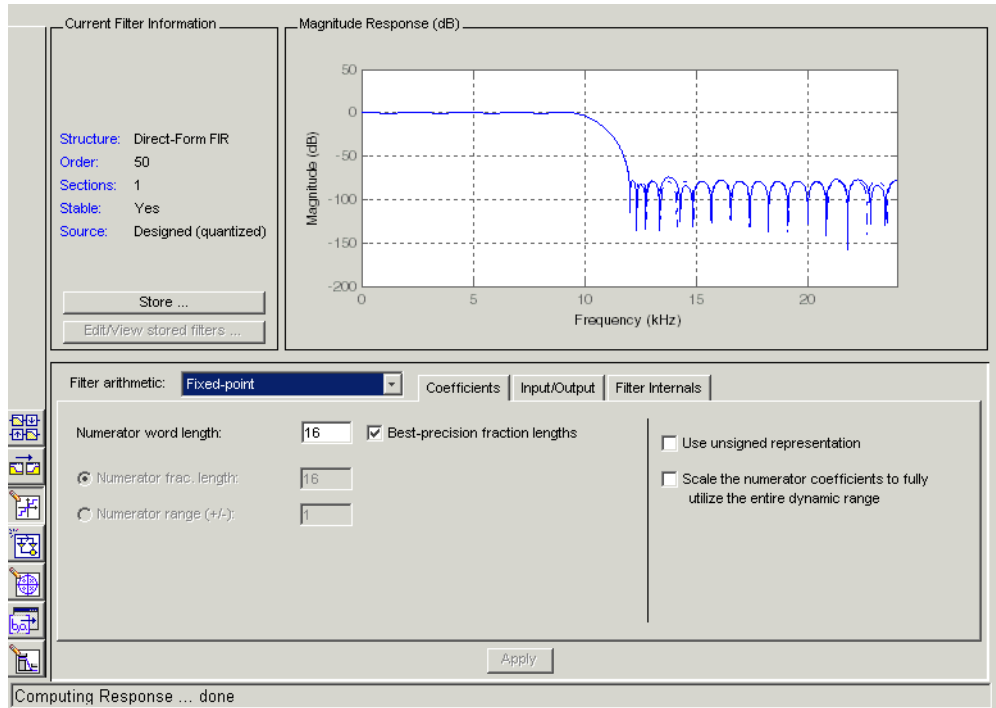 Current Filter Information
Structure: Direct-Form FIR
Order: 50
Sections: 1
Stable: Yes
Source: Designed (quantized)
Store ...
Edit/View stored filters ...
Magnitude Response (dB)
50
0
-50
-100
-150
-200
Magnitude (dB)
0 5 10 15 20
Frequency (kHz)
Filter arithmetic: Fixed-point
Coefficients Input/Output Filter Internals
Numerator word length: 16 Best-precision fraction lengths
Numerator frac. length: 16
Numerator range (+/-): 1
Use unsigned representation
Scale the numerator coefficients to fully
utilize the entire dynamic range
[b,a]
Apply
Computing Response ... done